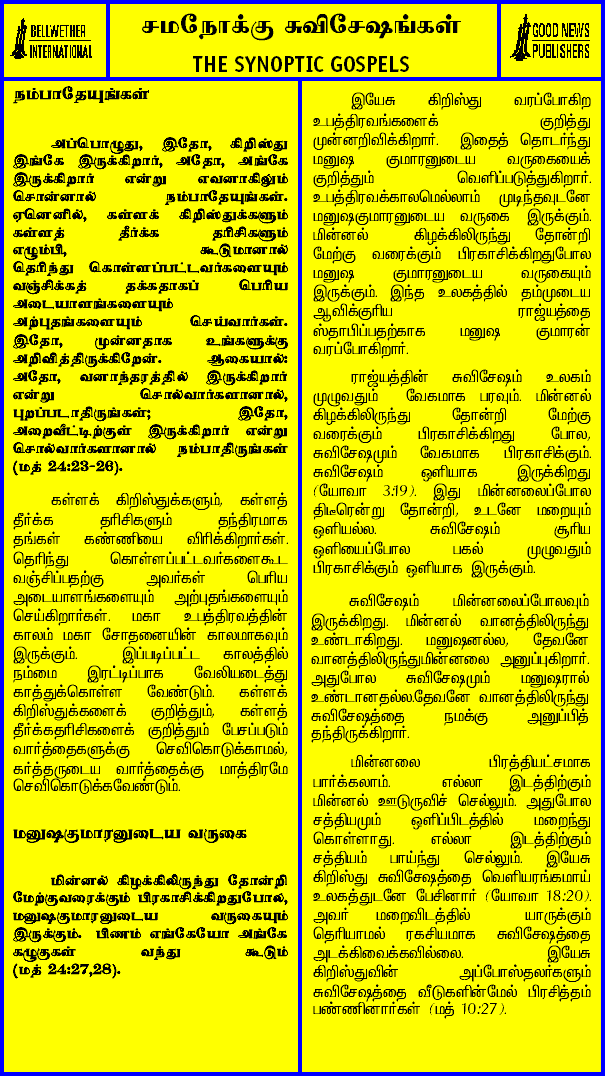 BELLWETHER
INTERNATIONAL
சமநோக்கு சுவிசேஷங்கள்
THE SYNOPTIC GOSPELS
GOOD NEWS
PUBLISHERS
நம்பாதேயுங்கள்
அப்பொழுது, இதோ, கிறிஸ்து
இங்கே இருக்கிறார், அதோ, அங்கே
இருக்கிறார் என்று எவனாகிலும்
சொன்னால் நம்பாதேயுங்கள்.
ஏனெனில், கள்ளக் கிறிஸ்துக்களும்
கள்ளத் தீர்க்க தரிசிகளும்
எழும்பி, கூடுமானால்
தெரிந்து கொள்ளப்பட்டவர்களையும்
வஞ்சிக்கத் தக்கதாகப் பெரிய
அடையாளங்களையும்
அற்புதங்களையும் செய்வார்கள்.
இதோ, முன்னதாக உங்களுக்கு
அறிவித்திருக்கிறேன். ஆகையால்:
அதோ, வனாந்தரத்தில் இருக்கிறார்
என்று சொல்வார்களானால்,
புறப்படாதிருங்கள்; இதோ,
அறைவீட்டிற்குள் இருக்கிறார் என்று
சொல்வார்களானால் நம்பாதிருங்கள்
(மத் 24:23-26).
கள்ளக் கிறிஸ்துக்களும், கள்ளத்
தீர்க்க தரிசிகளும் தந்திரமாக
தங்கள் கண்ணியை விரிக்கிறார்கள்.
தெரிந்து கொள்ளப்பட்டவர்களைகூட
வஞ்சிப்பதற்கு அவர்கள் பெரிய
அடையாளங்களையும் அற்புதங்களையும்
செய்கிறார்கள். மகா உபத்திரவத்தின்
காலம் மகா சோதனையின் காலமாகவும்
இருக்கும். இப்படிப்பட்ட காலத்தில்
நம்மை இரட்டிப்பாக வேலியடைத்து
காத்துக்கொள்ள வேண்டும். கள்ளக்
கிறிஸ்துக்களைக் குறித்தும், கள்ளத்
தீர்க்கதரிசிகளைக் குறித்தும் பேசப்படும்
வார்த்தைகளுக்கு செவிகொடுக்காமல்,
கர்த்தருடைய வார்த்தைக்கு மாத்திரமே
செவிகொடுக்கவேண்டும்.
மனுஷகுமாரனுடைய வருகை
மின்னல் கிழக்கிலிருந்து தோன்றி
மேற்குவரைக்கும் பிரகாசிக்கிறதுபோல,
மனுஷகுமாரனுடைய வருகையும்
இருக்கும். பிணம் எங்கேயோ அங்கே
கழுகுகள் வந்து கூடும்
(மத் 24:27,28).
இயேசு கிறிஸ்து வரப்போகிற
உபத்திரவங்களைக் குறித்து
முன்னறிவிக்கிறார். இதைத் தொடர்ந்து
மனுஷ குமாரனுடைய வருகையைக்
குறித்தும் வெளிப்படுத்துகிறார்.
உபத்திரவக்காலமெல்லாம் முடிந்தவுடனே
மனுஷகுமாரனுடைய வருகை இருக்கும்.
மின்னல் கிழக்கிலிருந்து தோன்றி
மேற்கு வரைக்கும் பிரகாசிக்கிறதுபோல
மனுஷ குமாரனுடைய வருகையும்
இருக்கும். இந்த உலகத்தில் தம்முடைய
ஆவிக்குரிய ராஜ்யத்தை
ஸ்தாபிப்பதற்காக மனுஷ குமாரன்
வரப்போகிறார்.
ராஜ்யத்தின் சுவிசேஷம் உலகம்
முழுவதும் வேகமாக பரவும். மின்னல்
கிழக்கிலிருந்து தோன்றி மேற்கு
வரைக்கும் பிரகாசிக்கிறது போல,
சுவிசேஷமும் வேகமாக பிரகாசிக்கும்.
சுவிசேஷம் ஒளியாக இருக்கிறது
(யோவா 3:19). இது மின்னலைப்போல
திடீரென்று தோன்றி, உடனே மறையும்
ஒளியல்ல. சுவிசேஷம் சூரிய
ஒளியைப்போல பகல் முழுவதும்
பிரகாசிக்கும் ஒளியாக இருக்கும்.
சுவிசேஷம் மின்னலைப்போலவும்
இருக்கிறது. மின்னல் வானத்திலிருந்து
உண்டாகிறது. மனுஷனல்ல, தேவனே
வானத்திலிருந்துமின்னலை அனுப்புகிறார்.
அதுபோல சுவிசேஷமும் மனுஷரால்
உண்டானதல்ல.தேவனே வானத்திலிருந்து
சுவிசேஷத்தை நமக்கு அனுப்பித்
தந்திருக்கிறார்.
மின்னலை பிரத்தியட்சமாக
பார்க்கலாம். எல்லா இடத்திற்கும்
மின்னல் ஊடுருவிச் செல்லும். அதுபோல
சத்தியமும் ஒளிப்பிடத்தில் மறைந்து
கொள்ளாது. எல்லா இடத்திற்கும்
சத்தியம் பாய்ந்து செல்லும். இயேசு
கிறிஸ்து சுவிசேஷத்தை வெளியரங்கமாய்
உலகத்துடனே பேசினார் (யோவா 18:20).
அவர் மறைவிடத்தில் யாருக்கும்
தெரியாமல் ரகசியமாக சுவிசேஷத்தை
அடக்கிவைக்கவில்லை. இயேசு
கிறிஸ்துவின் அப்போஸ்தலர்களும்
சுவிசேஷத்தை வீடுகளின்மேல் பிரசித்தம்
பண்ணினார்கள் (மத் 10:27).